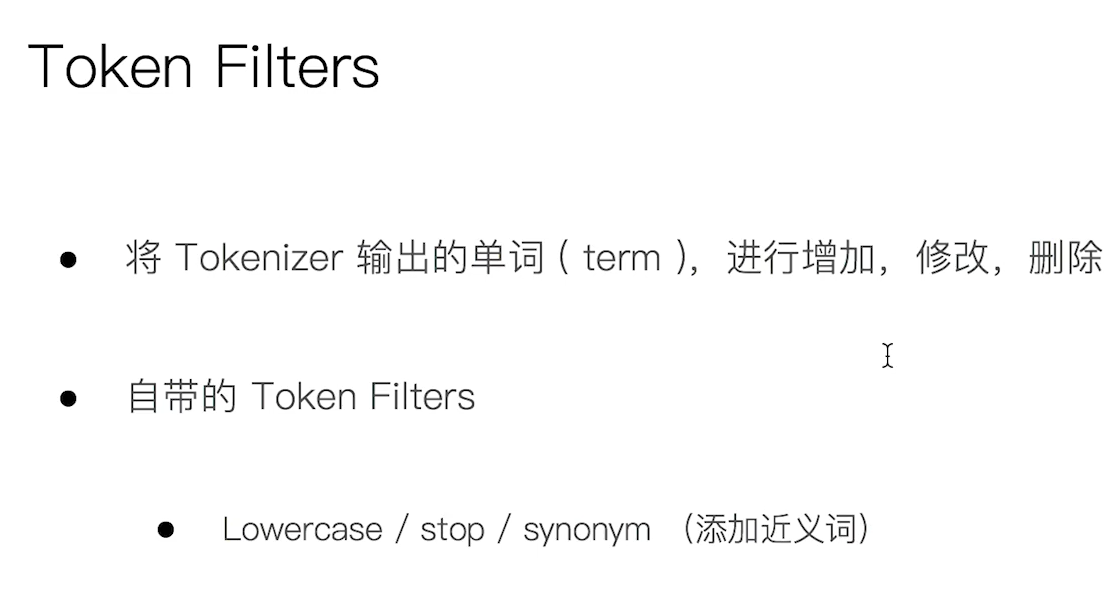 Token Filters
● 将 Tokenizer 输出的单词（ term ），进行增加，修改，删除
● 自带的 Token Filters
● Lowercase / stop / synonym （添加近义词）